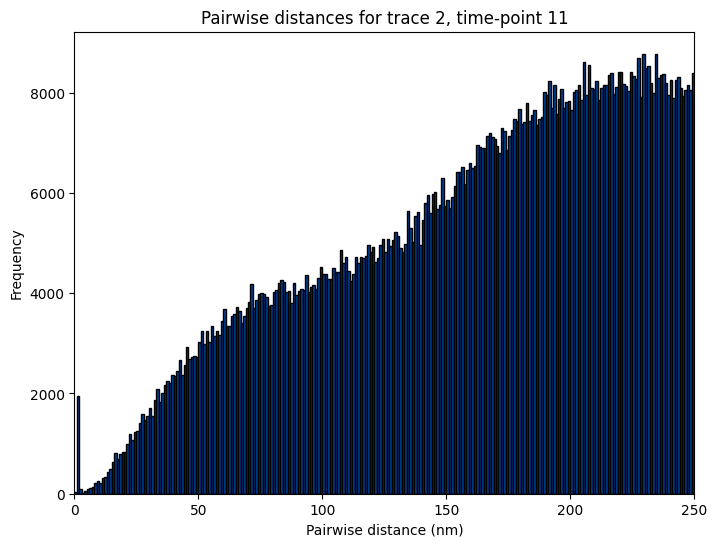 Pairwise distances for trace 2, time-point 11
8000
6000
4000
2000
0
Frequency
0 50 100 150 200 250
Pairwise distance (nm)